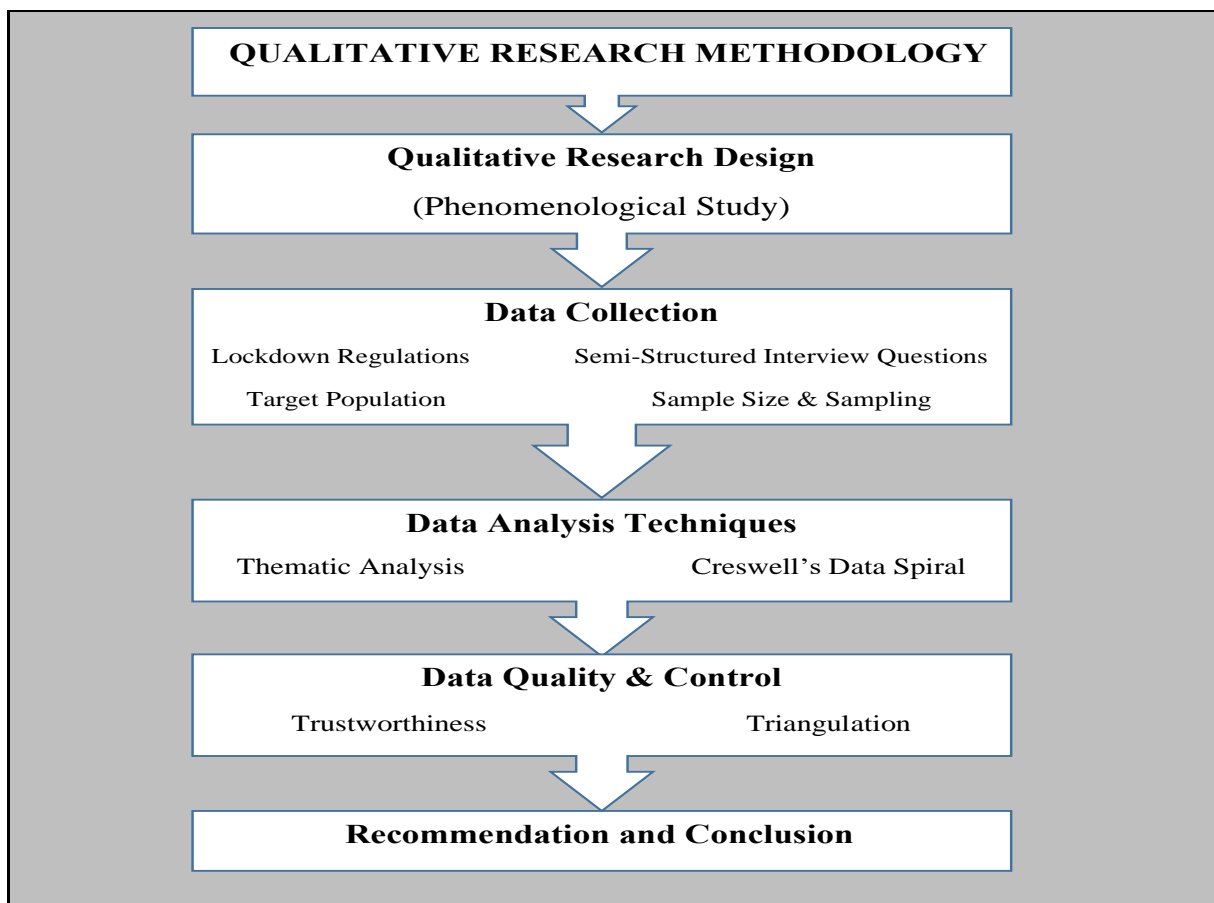 QUALITATIVE RESEARCH METHODOLOGY
Qualitative Research Design
(Phenomenological Study)
Data Collection
Lockdown Regulations Semi-Structured Interview Questions
Target Population Sample Size & Sampling
Data Analysis Techniques
Thematic Analysis Creswell’s Data Spiral
Data Quality & Control
Trustworthiness Triangulation
Recommendation and Conclusion